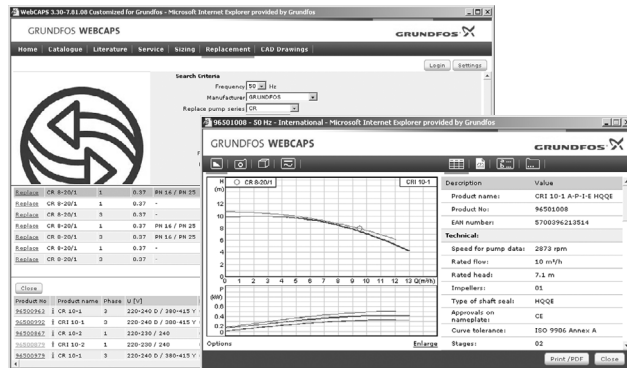 WebCAPS 3.30-7.81.08 Customized for Grundfos - Microsoft Internet Explorer provided by Grundfos
GRUNDFOS WEBCAPS
GRUNDFOS
Home Catalogue Literature Service Sizing Replacement CAD Drawings
Login Settings
Search Criteria
Frequency 50 Hz
Manufacturer GRUNDFOS
Replace pump series CR
Replace CR 8-20/1 1 0.37 PN 16 / PN 25
Replace CR 8-20/1 1 0.37 -
Replace CR 8-20/1 3 0.37 -
Replace CR 8-20/1 1 0.37 PN 16 / PN 25
Replace CR 8-20/1 3 0.37 PN 16 / PN 25
Replace CR 8-20/1 1 0.37 -
Replace CR 8-20/1 3 0.37 -
Close
Product No Product name Phase U [V]
96500963 CR 10-1 3 220-240 D / 380-415 Y
96500992 CRI 10-1 3 220-240 D / 380-415 Y
96500867 CR 10-2 1 220-230 / 240
CRI 10-2 1 220-230 / 240
96500979 CR 10-1 3 220-240 D / 380-415 Y
96501008 - 50 Hz - International - Microsoft Internet Explorer provided by Grundfos
GRUNDFOS WEBCAPS
GRUNDFOS
H
(m)
CR 8-20/1
CRI 10-1
12
10
8
6
4
2
0
0 1 2 3 4 5 6 7 8 9 10 11 12 13 Q(m³/h)
P
(kW)
0.6
0.4
0.2
0.0
Options
Enlarge
Description Value
Product name: CRI 10-1 A-P-I-E HQQE
Product No: 96501008
EAN number: 5700396213514
Technical:
Speed for pump data: 2873 rpm
Rated flow: 10 m³/h
Rated head: 7.1 m
Impellers: 01
Type of shaft seal: HQQE
Approvals on nameplate: CE
Curve tolerance: ISO 9906 Annex A
Stages: 02
Print /PDF Close